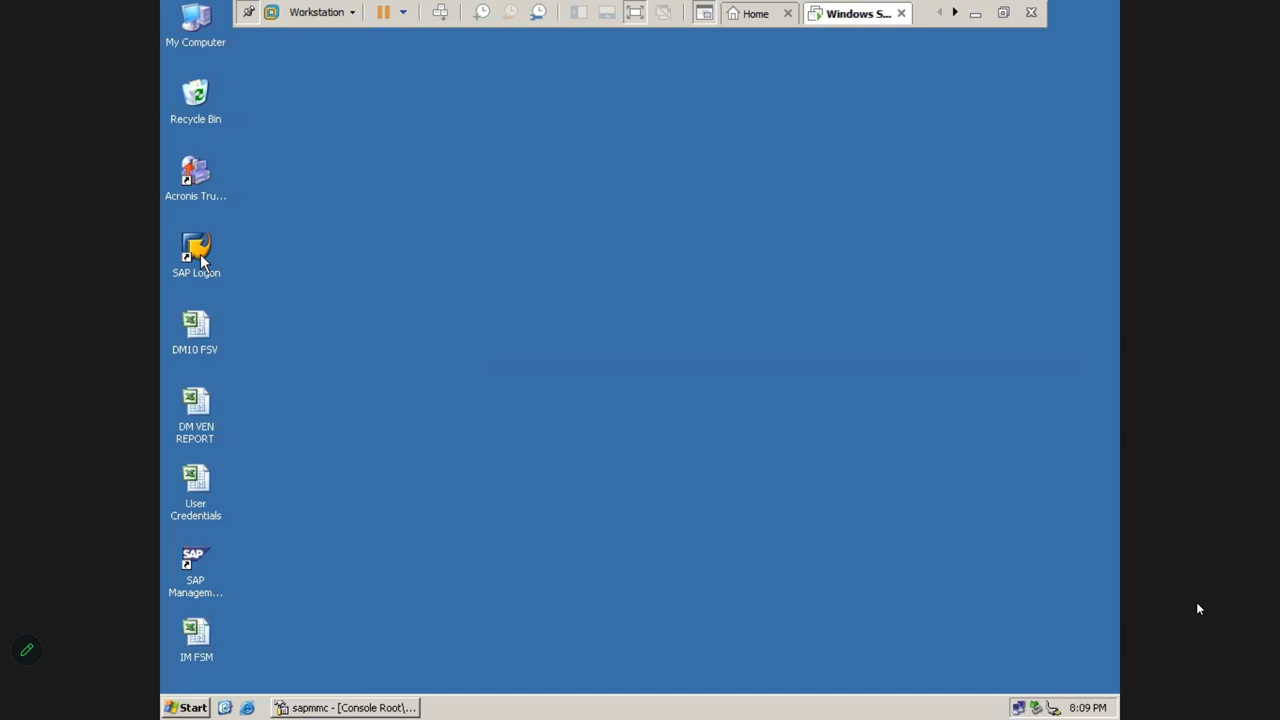 Workstation
Home
Windows S...
My Computer
Recycle Bin
Acronis Tru...
SAP Logon
DM10 FSV
DM VEN
REPORT
User
Credentials
SAP
SAP
Managem...
IM FSM
Start
sapmmc - [Console Root\...
8:09 PM